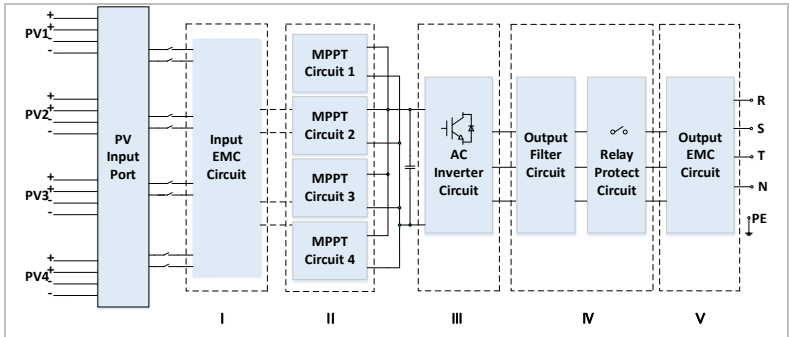 PV1
+
+
-
-
PV2
+
+
-
-
PV3
+
+
-
-
PV4
+
+
-
-
PV
Input
Port
Input
EMC
Circuit
MPPT
Circuit 1
MPPT
Circuit 2
MPPT
Circuit 3
MPPT
Circuit 4
AC
Inverter
Circuit
Output
Filter
Circuit
Relay
Protect
Circuit
Output
EMC
Circuit
R
S
T
N
PE
I
II
III
IV
V